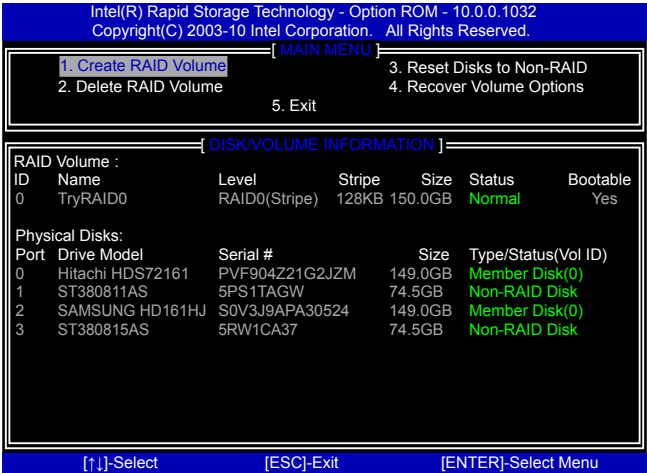 Intel(R) Rapid Storage Technology - Option ROM - 10.0.0.1032
Copyright(C) 2003-10 Intel Corporation.   All Rights Reserved.
[ MAIN MENU ]
1. Create RAID Volume   3. Reset Disks to Non-RAID
2. Delete RAID Volume   4. Recover Volume Options
5. Exit
[ DISK/VOLUME INFORMATION ]
RAID Volume :
ID   Name   Level   Stripe   Size   Status   Bootable
0   TryRAID0   RAID0(Stripe)   128KB   150.0GB   Normal   Yes
Physical Disks:
Port   Drive Model   Serial #   Size   Type/Status(Vol ID)
0   Hitachi HDS72161   PVF904Z21G2JZM   149.0GB   Member Disk(0)
1   ST380811AS   5PS1TAGW   74.5GB   Non-RAID Disk
2   SAMSUNG HD161HJ   S0V3J9APA30524   149.0GB   Member Disk(0)
3   ST380815AS   5RW1CA37   74.5GB   Non-RAID Disk
[↑↓]-Select   [ESC]-Exit   [ENTER]-Select Menu